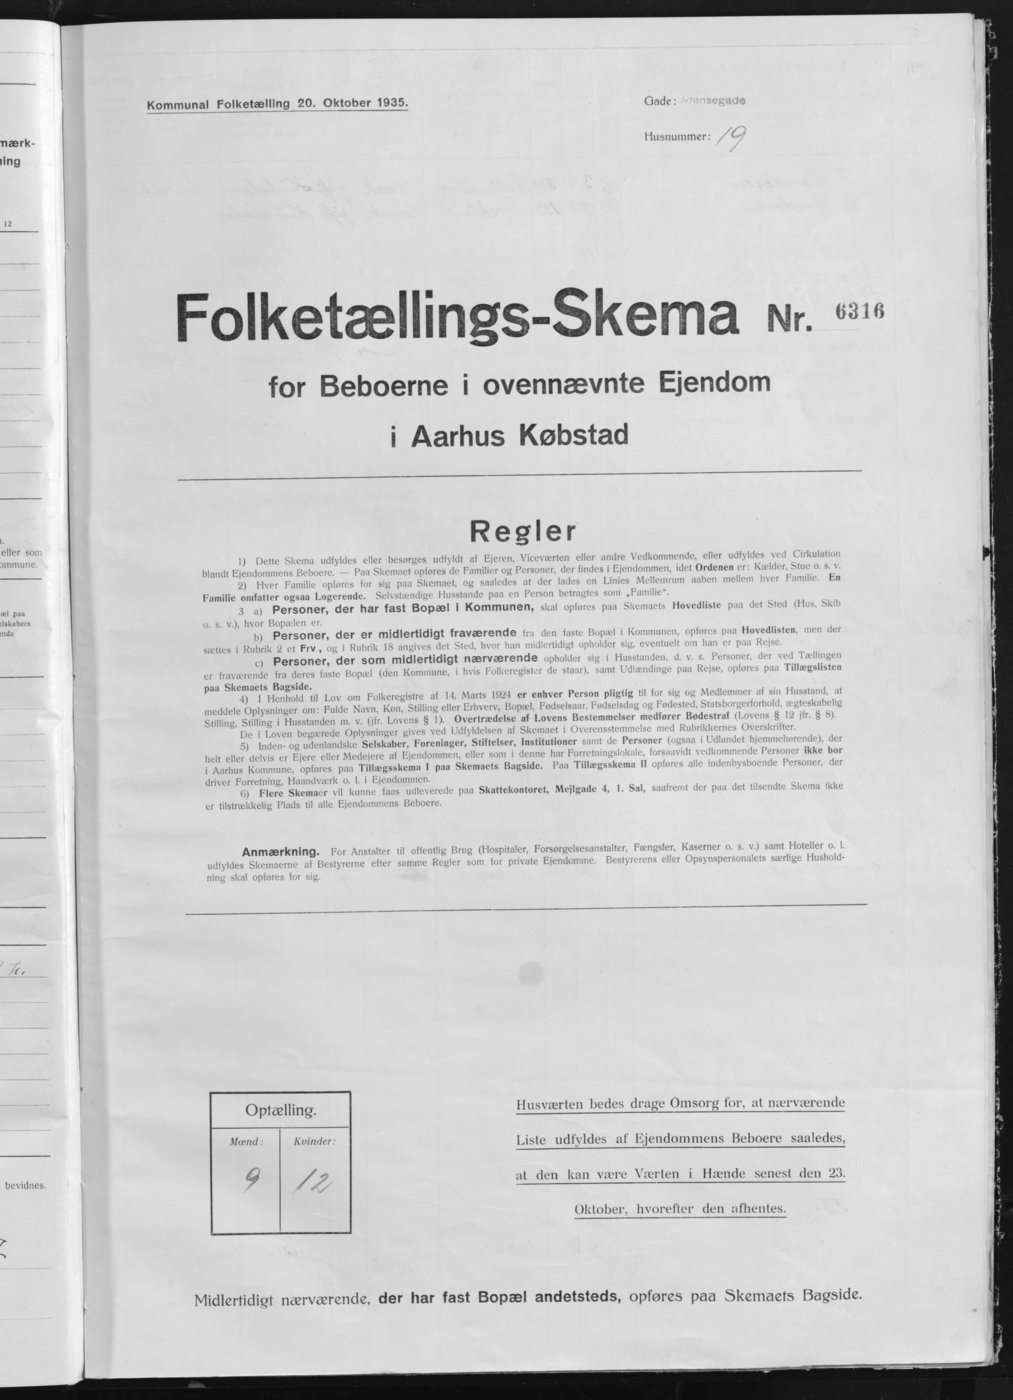 Kommunal Folketælling 20. Oktober 1935.
Gade:
Husnummer: 19
Folketællings-Skema Nr. 6316
for Beboerne i ovennævnte Ejendom
i Aarhus Købstad
Regler
1) Dette Skema udfyldes eller besørges udfyldt af Ejeren, Viceværten eller andre Vedkommende, eller udfyldes ved Cirkulation
blandt Ejendommens Beboere. — Paa Skemaet opføres de Familier og Personer, der findes i Ejendommen, idet Ordenen er: Kælder, Stue o. s. v.
2) Hver Familie opføres for sig paa Skemaet, og saaledes at der lades en Linies Mellemrum aaben mellem hver Familie. En
Familie omfatter ogsaa Logerende. Selvstændige Husstande paa en Person betragtes som „Familie“.
3 a) Personer, der har fast Bopæl i Kommunen, skal opføres paa Skemaets Hovedliste paa det Sted (Hus, Skib
o. s. v.), hvor Bopælen er.
b) Personer, der er midlertidigt fraværende fra den faste Bopæl i Kommunen, opføres paa Hovedlisten, men der
sættes i Rubrik 2 et Frv., og i Rubrik 18 angives det Sted, hvor han midlertidigt opholder sig, eventuelt om han er paa Rejse.
c) Personer, der som midlertidigt nærværende opholder sig i Husstanden, d. v. s. Personer, der ved Tællingen
er fraværende fra deres faste Bopæl (den Kommune, i hvis Folkeregister de staar), samt Udlændinge paa Rejse, opføres paa Tillægslisten
paa Skemaets Bagside.
4) I Henhold til Lov om Folkeregistre af 14. Marts 1924 er enhver Person pligtig til for sig og Medlemmer af sin Husstand, at
meddele Oplysninger om: Fulde Navn, Køn, Stilling eller Erhverv, Bopæl, Fødselsaar, Fødselsdag og Fødested, Statsborgerforhold, ægteskabelig
Stilling, Stilling i Husstanden m. v. (jfr. Lovens § 1). Overtrædelse af Lovens Bestemmelser medfører Bødestraf (Lovens § 12 jfr. § 8).
De i Loven begærede Oplysninger gives ved Udfyldelsen af Skemaet i Overensstemmelse med Rubrikkernes Overskrifter.
5) Inden- og udenlandske Selskaber, Foreninger, Stiftelser, Institutioner samt de Personer (ogsaa i Udlandet hjemmehørende), der
helt eller delvis er Ejere eller Medejere af Ejendommen, eller som i denne har Forretningslokale, forsaavidt vedkommende Personer ikke bor
i Aarhus Kommune, opføres paa Tillægsskema I paa Skemaets Bagside. Paa Tillægsskema II opføres alle indenbysboende Personer, der
driver Forretning, Haandværk o. l. i Ejendommen.
6) Flere Skemaer vil kunne faas udleverede paa Skattekontoret, Mejlgade 4, 1. Sal, saafremt der paa det tilsendte Skema ikke
er tilstrækkelig Plads til alle Ejendommens Beboere.
Anmærkning. For Anstalter til offentlig Brug (Hospitaler, Forsørgelsesanstalter, Fængsler, Kaserner o. s. v.) samt Hoteller o. l.
udfyldes Skemaerne af Bestyrerne efter samme Regler som for private Ejendomme. Bestyrerens eller Opsynspersonalets særlige Hushold-
ning skal opføres for sig.
Optælling.
Mænd: Kvinder:
9 12
Husværten bedes drage Omsorg for, at nærværende
Liste udfyldes af Ejendommens Beboere saaledes,
at den kan være Værten i Hænde senest den 23.
Oktober, hvorefter den afhentes.
Midlertidigt nærværende, der har fast Bopæl andetsteds, opføres paa Skemaets Bagside.
mærk-
ning
12
eller som
ommune.
æl paa
elskabers
ende
bevidnes.